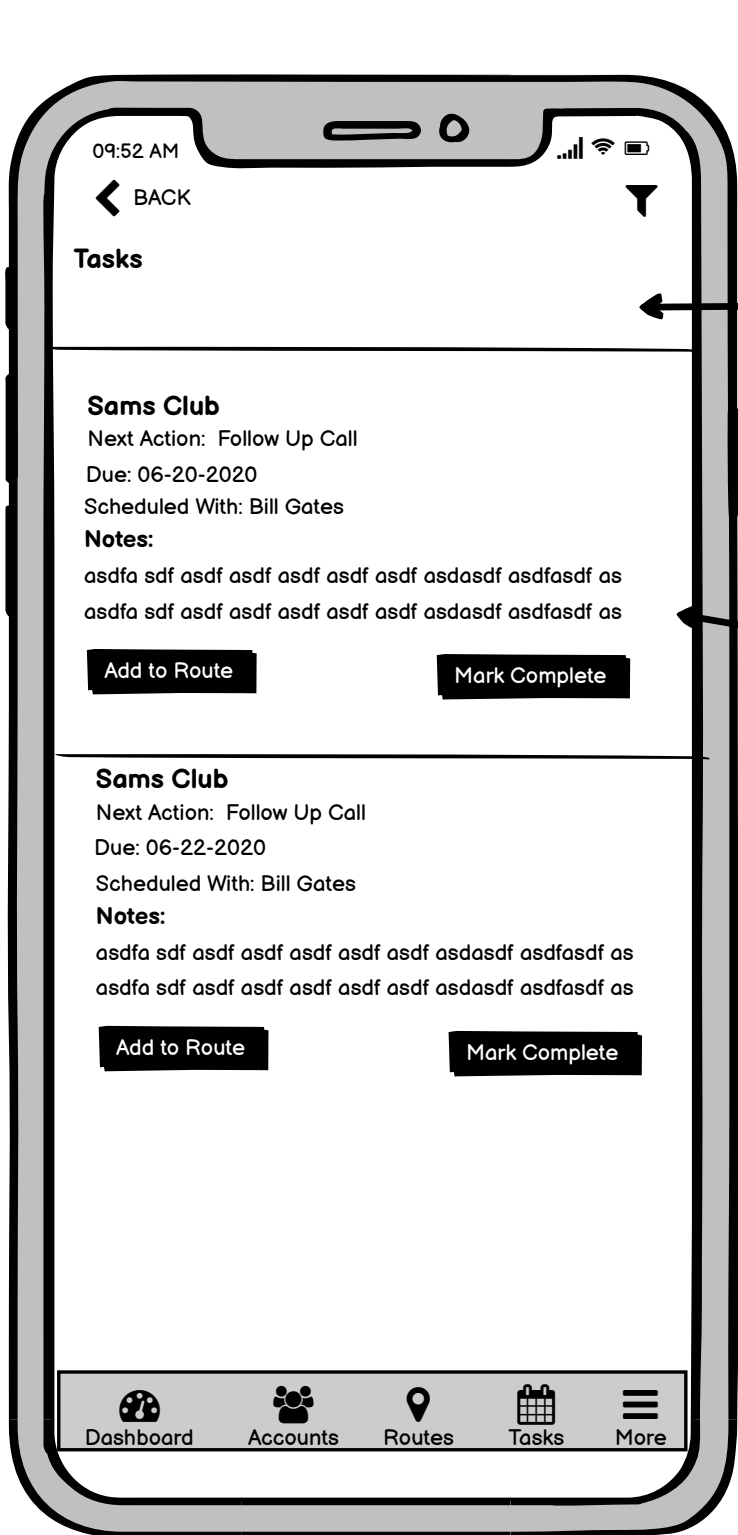 09:52 AM
BACK
Tasks
Sams Club
Next Action: Follow Up Call
Due: 06-20-2020
Scheduled With: Bill Gates
Notes:
asdfa sdf asdf asdf asdf asdf asdf asdasdf asdfasdf as
asdfa sdf asdf asdf asdf asdf asdf asdasdf asdfasdf as
Add to Route Mark Complete
Sams Club
Next Action: Follow Up Call
Due: 06-22-2020
Scheduled With: Bill Gates
Notes:
asdfa sdf asdf asdf asdf asdf asdf asdasdf asdfasdf as
asdfa sdf asdf asdf asdf asdf asdf asdasdf asdfasdf as
Add to Route Mark Complete
Dashboard Accounts Routes Tasks More